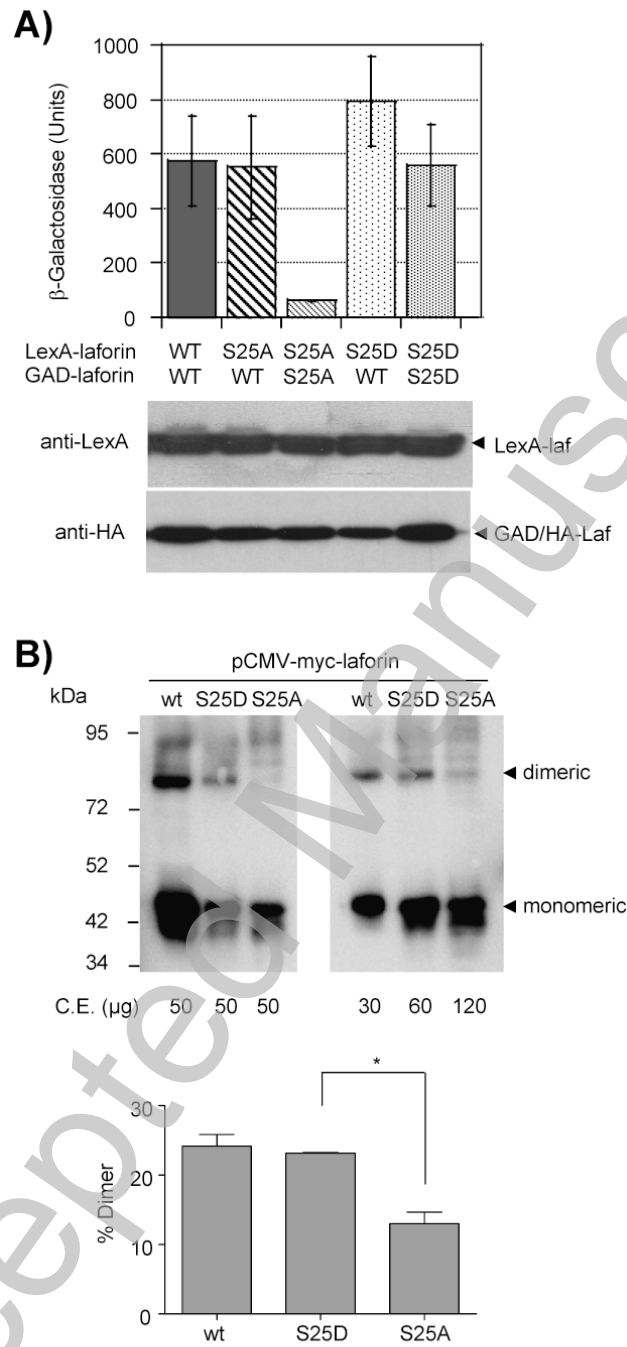 A)
β-Galactosidase (Units)
1000
800
600
400
200
0
LexA-laforin WT S25A S25A S25D S25D
GAD-laforin WT WT S25A WT S25D
anti-LexA
LexA-laf
anti-HA
GAD/HA-Laf
B)
pCMV-myc-laforin
kDa
wt S25D S25A wt S25D S25A
95
dimeric
72
52
monomeric
42
34
C.E. (μg) 50 50 50 30 60 120
*
% Dimer
30
20
10
0
wt S25D S25A
epted Manusc